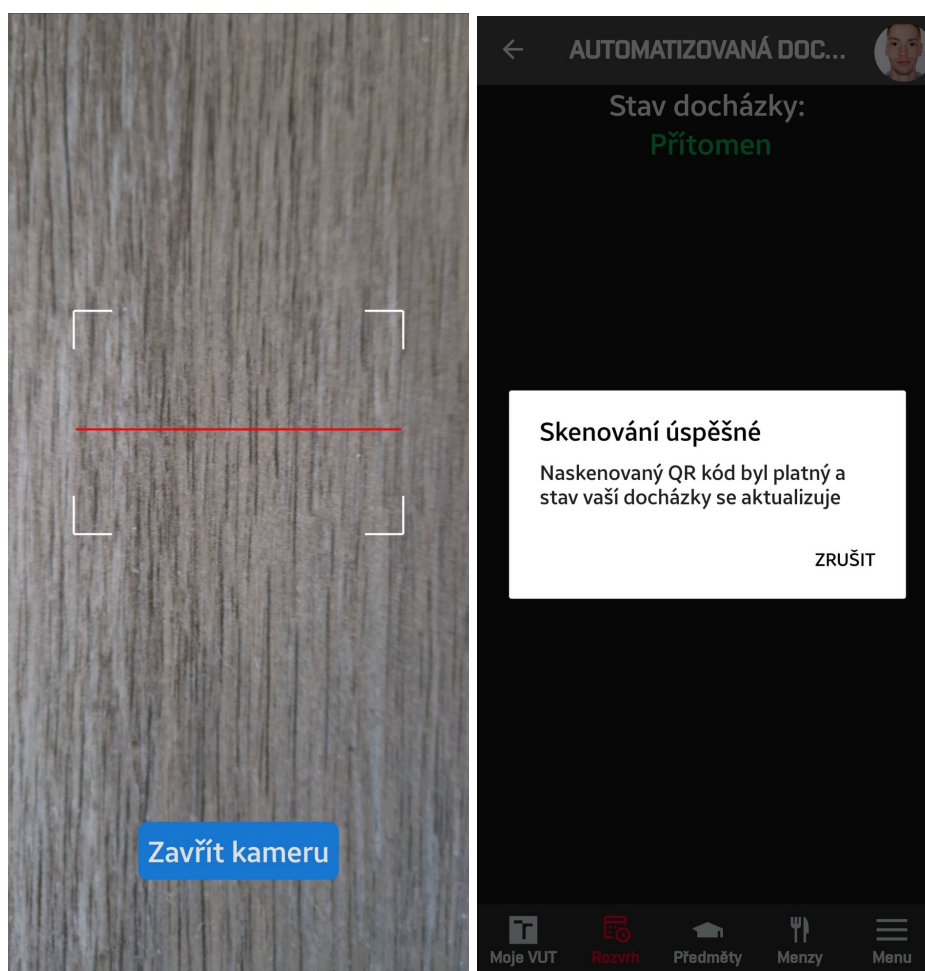 Zavřít kameru
AUTOMATIZOVANÁ DOC...
Stav docházky:
Přítomen
Skenování úspěšné
Naskenovaný QR kód byl platný a
stav vaší docházky se aktualizuje
ZRUŠIT
Moje VUT
Rozvrh
Předměty
Menzy
Menu